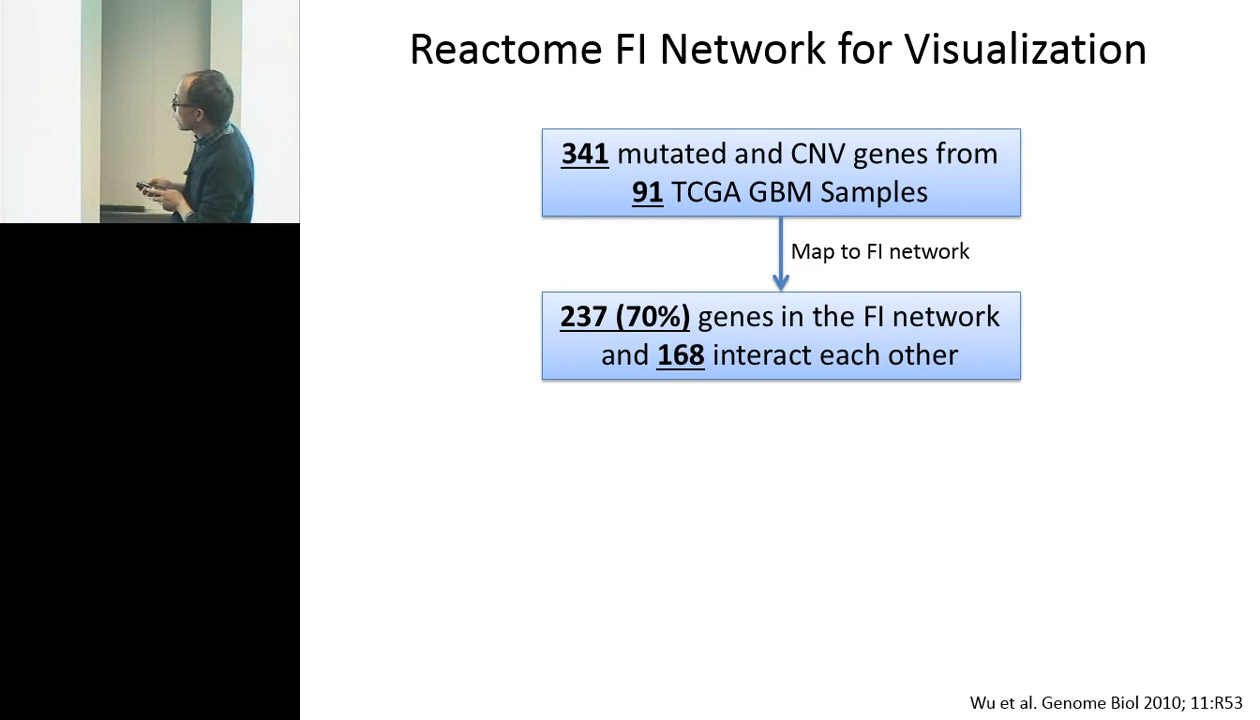 Reactome FI Network for Visualization
341 mutated and CNV genes from
91 TCGA GBM Samples
Map to FI network
237 (70%) genes in the FI network
and 168 interact each other
Wu et al. Genome Biol 2010; 11:R53